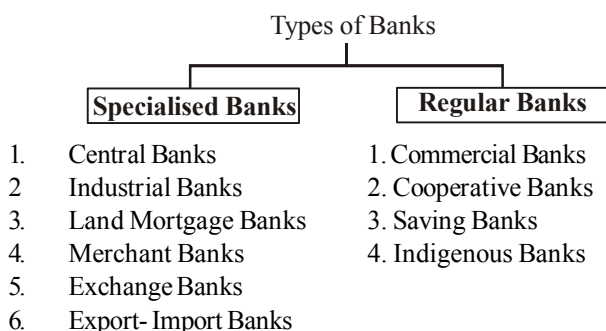 Types of Banks
Specialised Banks
1. Central Banks
2 Industrial Banks
3. Land Mortgage Banks
4. Merchant Banks
5. Exchange Banks
6. Export- Import Banks
Regular Banks
1. Commercial Banks
2. Cooperative Banks
3. Saving Banks
4. Indigenous Banks